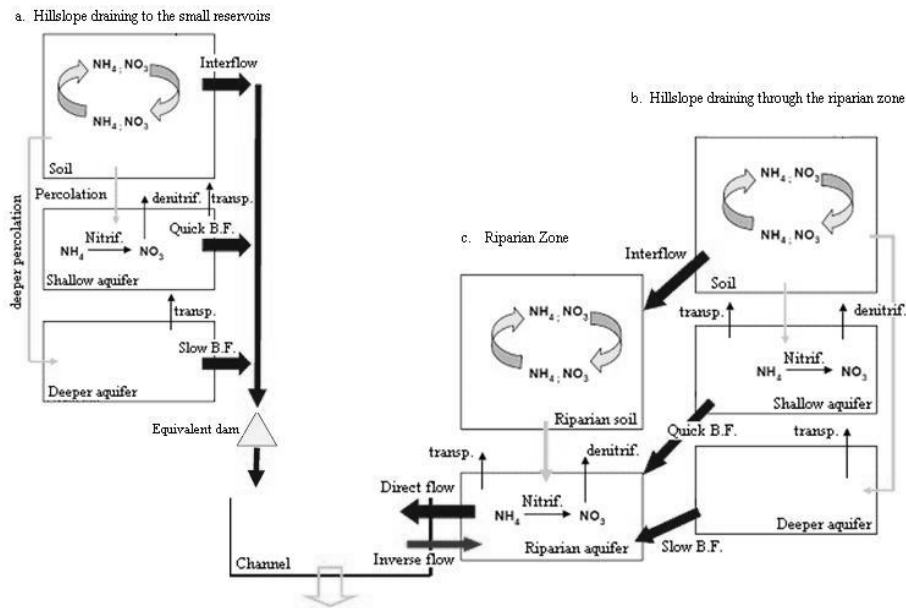 a. Hillslope draining to the small reservoirs
NH4; NO3
NH4; NO3
Soil
Interflow
deeper percolation
Percolation
denitrif.
transp.
Quick B.F.
Nitrif.
NH4
NO3
Shallow aquifer
transp.
Slow B.F.
Deeper aquifer
Equivalent dam
Channel
b. Hillslope draining through the riparian zone
NH4; NO3
NH4; NO3
Soil
Interflow
transp.
denitrif.
Nitrif.
NH4
NO3
Shallow aquifer
Quick B.F.
transp.
Deeper aquifer
Slow B.F.
c. Riparian Zone
NH4; NO3
NH4; NO3
Riparian soil
transp.
denitrif.
Nitrif.
NH4
NO3
Riparian aquifer
Direct flow
Inverse flow